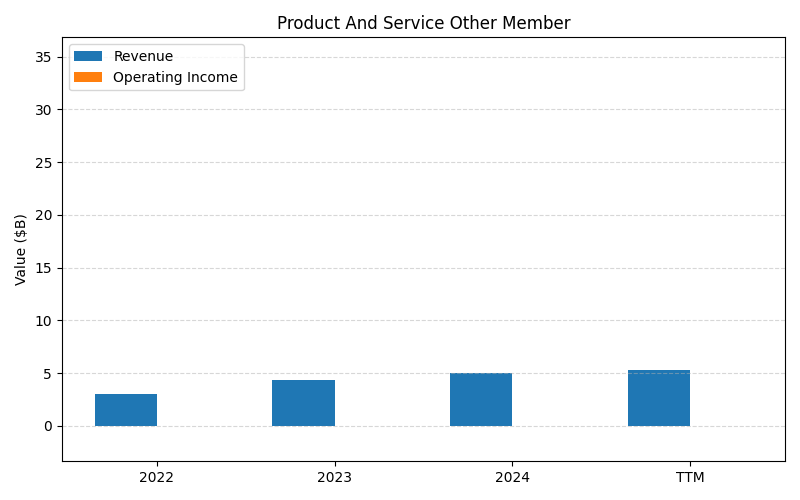 Product And Service Other Member
Revenue
Operating Income
Value ($B)
35
30
25
20
15
10
5
0
2022
2023
2024
TTM